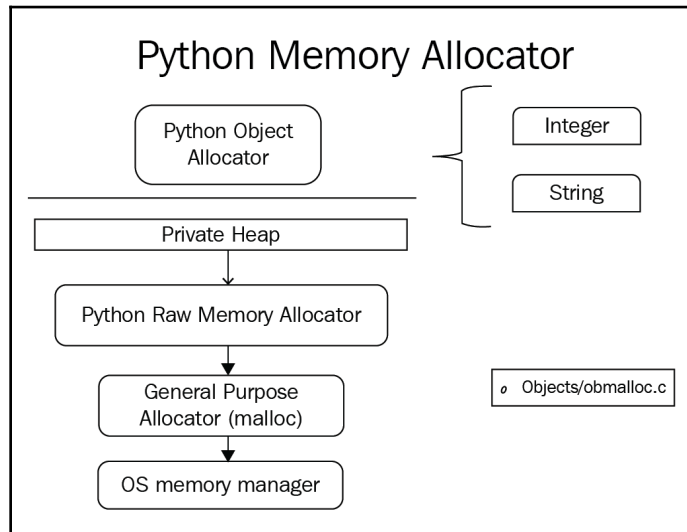 Python Memory Allocator
Python Object
Allocator
Integer
String
Private Heap
Python Raw Memory Allocator
General Purpose
Allocator (malloc)
OS memory manager
o Objects/obmalloc.c